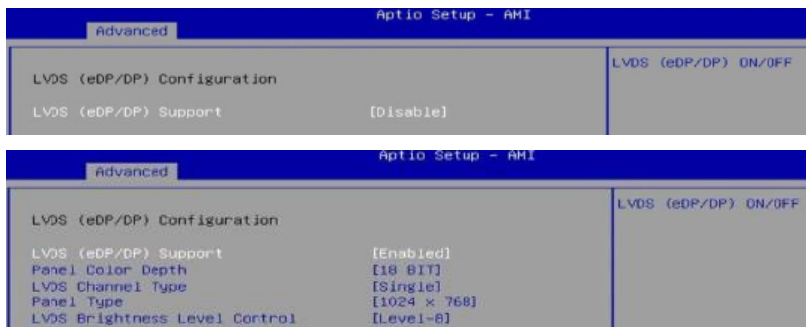 Aptio Setup - AMI
Advanced
LVDS (eDP/DP) Configuration
LVDS (eDP/DP) Support [Disable]
LVDS (eDP/DP) ON/OFF
Aptio Setup - AMI
Advanced
LVDS (eDP/DP) Configuration
LVDS (eDP/DP) Support [Enabled]
Panel Color Depth [18 BIT]
LVDS Channel Type [Single]
Panel Type [1024 x 768]
LVDS Brightness Level Control [Level-8]
LVDS (eDP/DP) ON/OFF